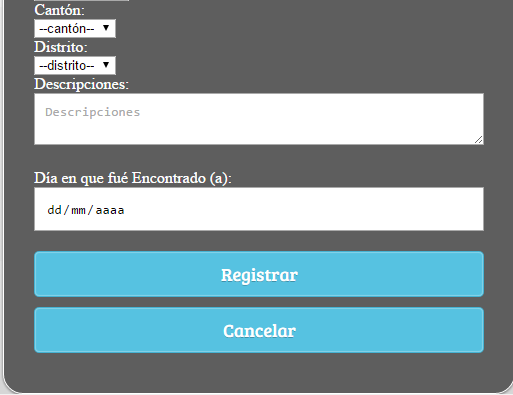 Cantón:
--cantón--
Distrito:
--distrito--
Descripciones:
Descripciones
Día en que fué Encontrado (a):
dd/mm/aaaa
Registrar
Cancelar